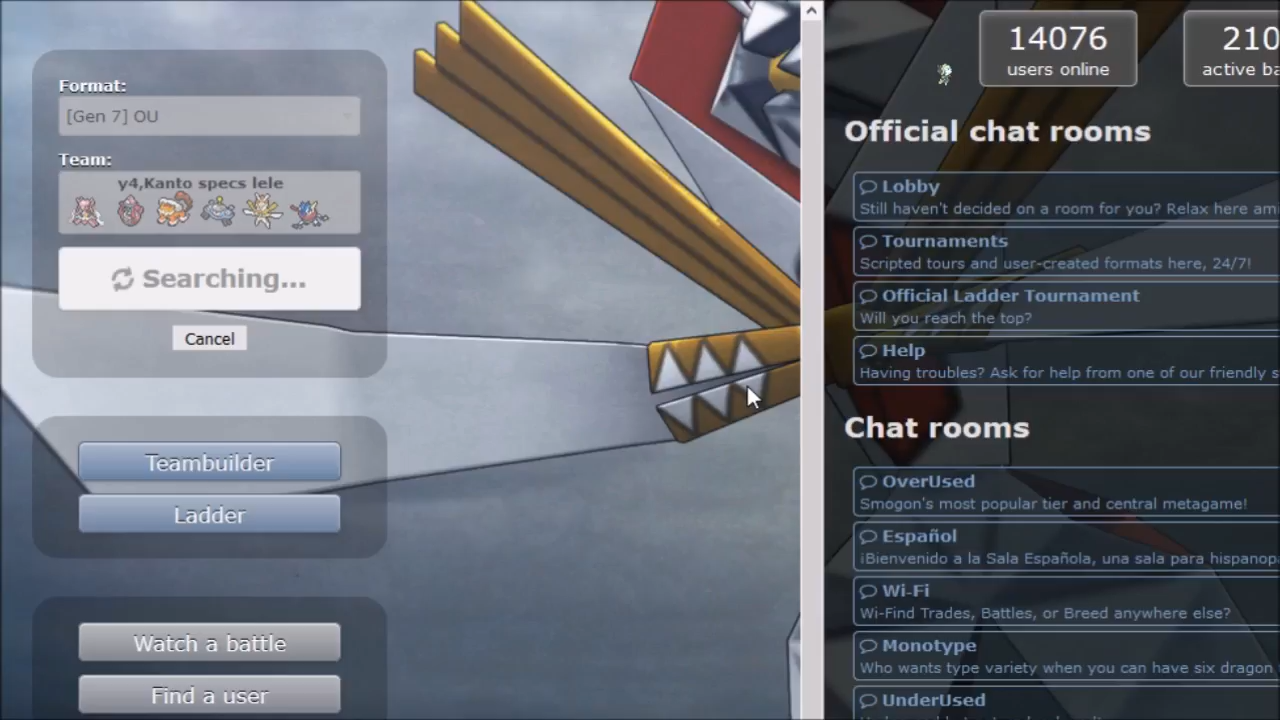 Format:
[Gen 7] OU
Team:
y4,Kanto specs lele
Searching...
Cancel
Teambuilder
Ladder
Watch a battle
Find a user
14076
users online
210
active ba
Official chat rooms
Lobby
Still haven't decided on a room for you? Relax here am
Tournaments
Scripted tours and user-created formats here, 24/7!
Official Ladder Tournament
Will you reach the top?
Help
Having troubles? Ask for help from one of our friendly s
Chat rooms
OverUsed
Smogon's most popular tier and central metagame!
Español
¡Bienvenido a la Sala Española, una sala para hispanop
Wi-Fi
Wi-Find Trades, Battles, or Breed anywhere else?
Monotype
Who wants type variety when you can have six dragon
UnderUsed